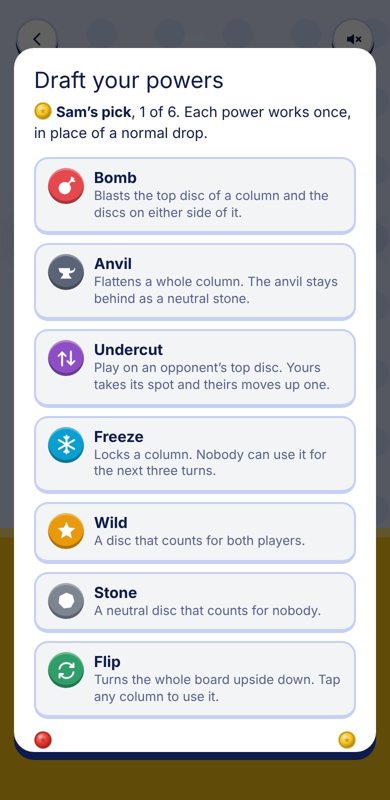 Draft your powers
Sam’s pick, 1 of 6. Each power works once,
in place of a normal drop.
Bomb
Blasts the top disc of a column and the
discs on either side of it.
Anvil
Flattens a whole column. The anvil stays
behind as a neutral stone.
Undercut
Play on an opponent’s top disc. Yours
takes its spot and theirs moves up one.
Freeze
Locks a column. Nobody can use it for
the next three turns.
Wild
A disc that counts for both players.
Stone
A neutral disc that counts for nobody.
Flip
Turns the whole board upside down. Tap
any column to use it.